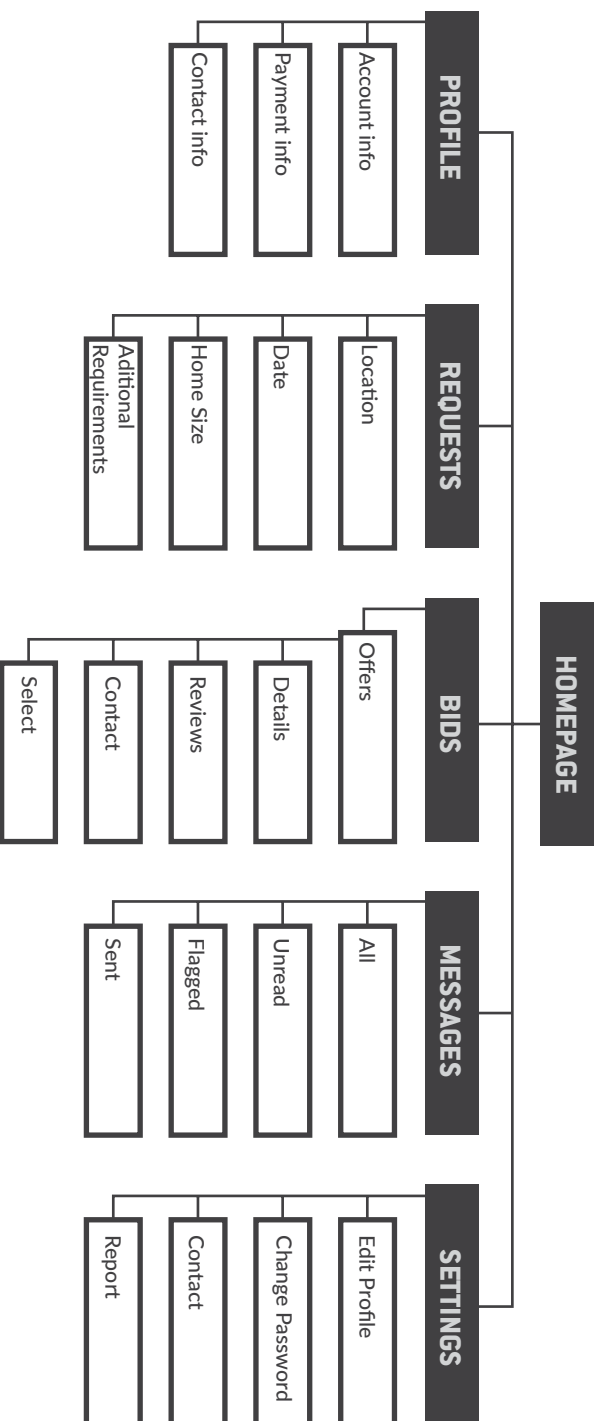 HOMEPAGE
PROFILE
Account info
Payment info
Contact info
REQUESTS
Location
Date
Home Size
Aditional
Requirements
BIDS
Offers
Details
Reviews
Contact
Select
MESSAGES
All
Unread
Flagged
Sent
SETTINGS
Edit Profile
Change Password
Contact
Report